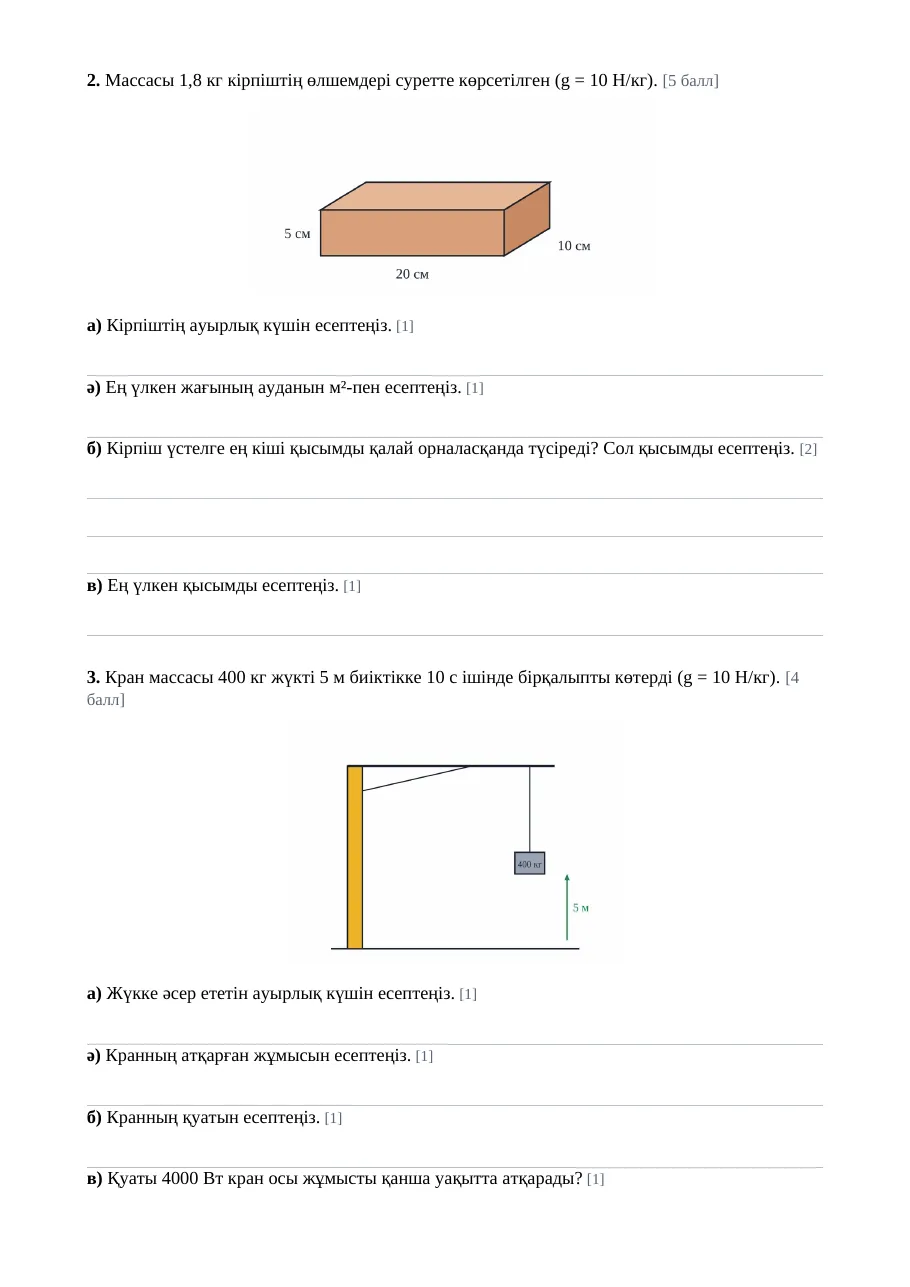 2. Массасы 1,8 кг кірпіштің өлшемдері суретте көрсетілген (g = 10 Н/кг). [5 балл]
5 см
10 см
20 см
а) Кірпіштің ауырлық күшін есептеңіз. [1]
ә) Ең үлкен жағының ауданын м²-пен есептеңіз. [1]
б) Кірпіш үстелге ең кіші қысымды қалай орналасқанда түсіреді? Сол қысымды есептеңіз. [2]
в) Ең үлкен қысымды есептеңіз. [1]
3. Кран массасы 400 кг жүкті 5 м биіктікке 10 с ішінде бірқалыпты көтерді (g = 10 Н/кг). [4
балл]
400 кг
5 м
а) Жүкке әсер ететін ауырлық күшін есептеңіз. [1]
ә) Кранның атқарған жұмысын есептеңіз. [1]
б) Кранның қуатын есептеңіз. [1]
в) Қуаты 4000 Вт кран осы жұмысты қанша уақытта атқарады? [1]